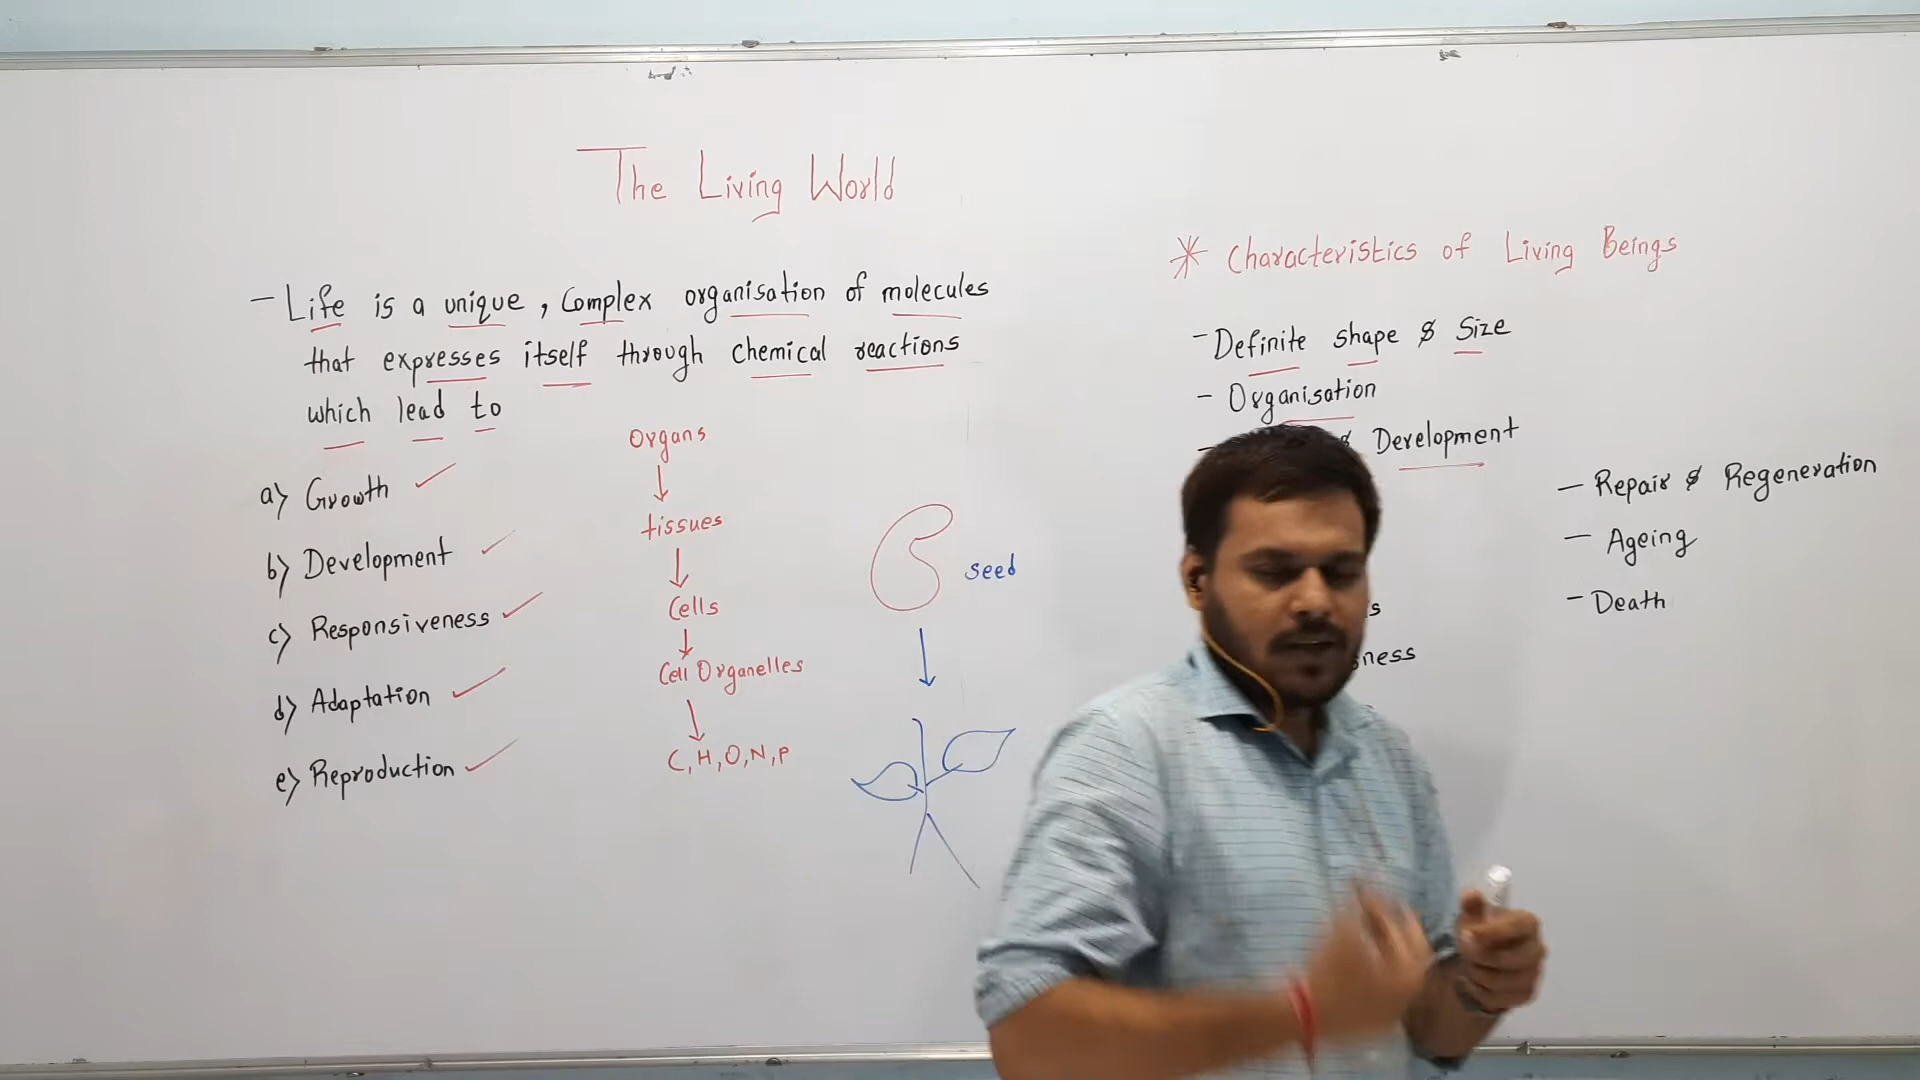 The Living World
- Life is a unique, Complex organisation of molecules
that expresses itself through chemical reactions
which lead to
a) Growth
b) Development
c) Responsiveness
d) Adaptation
e) Reproduction
Organs
tissues
Cells
Cell Organelles
C, H, O, N, P
seed
* Characteristics of Living Beings
- Definite shape & Size
- Organisation
- & Development
- Repair & Regeneration
- Ageing
- Death